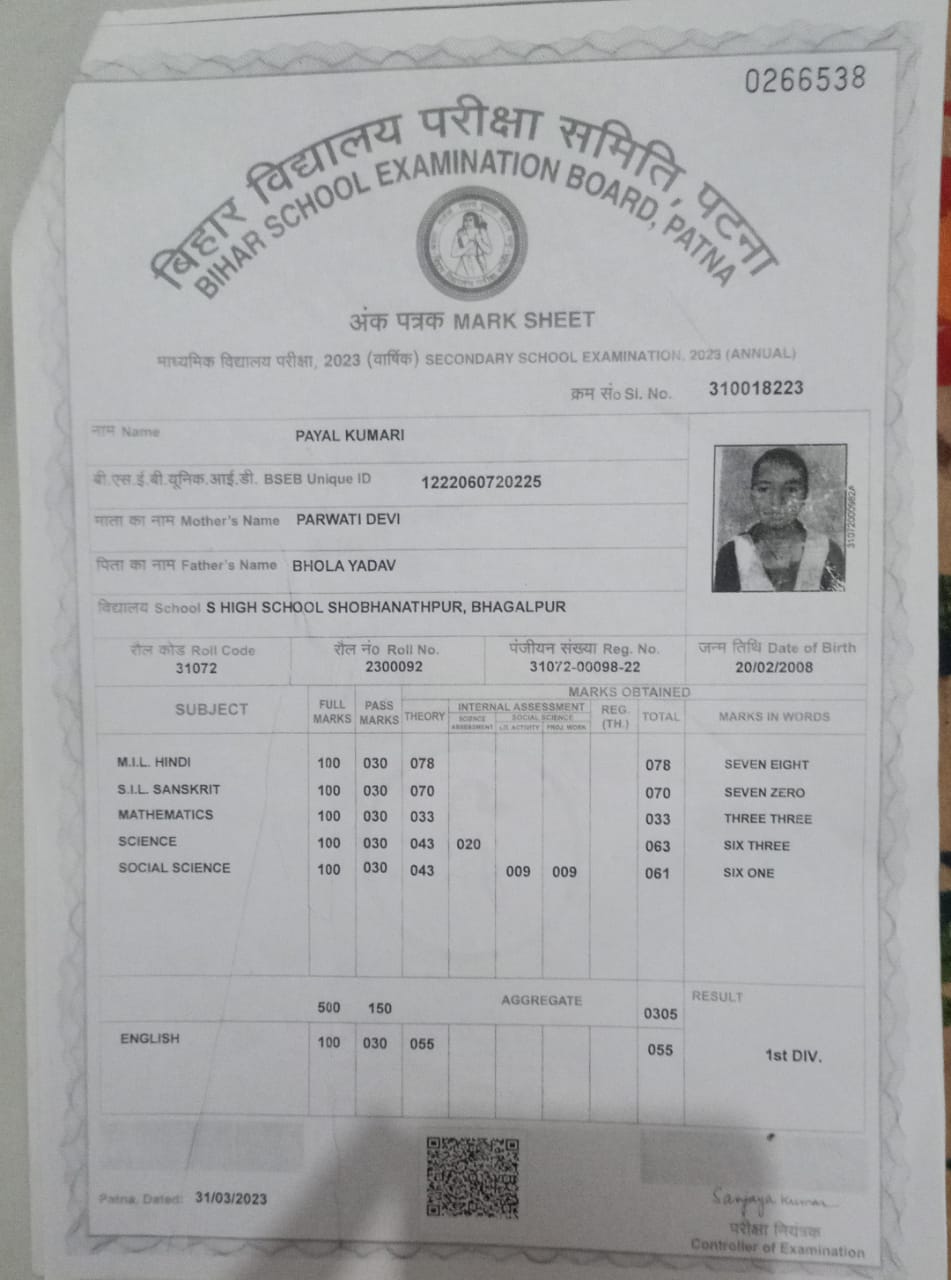 0266538
बिहार विद्यालय परीक्षा समिति, पटना
BIHAR SCHOOL EXAMINATION BOARD, PATNA
अंक पत्रक MARK SHEET
माध्यमिक विद्यालय परीक्षा, 2023 (वार्षिक) SECONDARY SCHOOL EXAMINATION, 2023 (ANNUAL)
क्रम सं० Sl. No. 310018223
नाम Name PAYAL KUMARI
बी.एस.ई.बी.यूनिक.आई.डी. BSEB Unique ID 1222060720225
माता का नाम Mother's Name PARWATI DEVI
पिता का नाम Father's Name BHOLA YADAV
विद्यालय School S HIGH SCHOOL SHOBHANATHPUR, BHAGALPUR
रौल कोड Roll Code रौल नं० Roll No. पंजीयन संख्या Reg. No. जन्म तिथि Date of Birth
31072 2300092 31072-00098-22 20/02/2008
SUBJECT FULL MARKS PASS MARKS MARKS OBTAINED
THEORY INTERNAL ASSESSMENT REG. (TH.) TOTAL MARKS IN WORDS
SCIENCE ASSESSMENT SOCIAL SCIENCE
LIT. ACTIVITY PROJ. WORK
M.I.L. HINDI 100 030 078 078 SEVEN EIGHT
S.I.L. SANSKRIT 100 030 070 070 SEVEN ZERO
MATHEMATICS 100 030 033 033 THREE THREE
SCIENCE 100 030 043 020 063 SIX THREE
SOCIAL SCIENCE 100 030 043 009 009 061 SIX ONE
500 150 AGGREGATE 0305 RESULT
ENGLISH 100 030 055 055 1st DIV.
Patna, Dated: 31/03/2023
Sanjaya Kumar
परीक्षा नियंत्रक
Controller of Examination